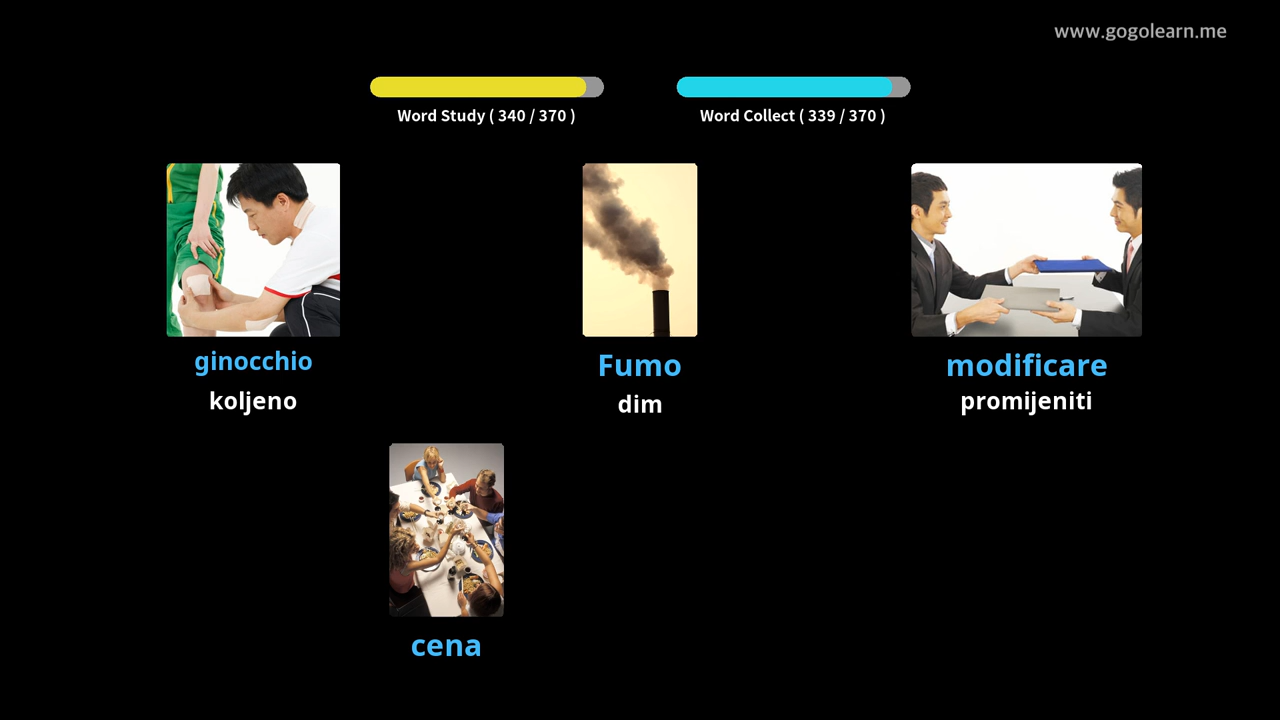 www.gogolearn.me
Word Study ( 340 / 370 )
Word Collect ( 339 / 370 )
ginocchio
koljeno
Fumo
dim
modificare
promijeniti
cena